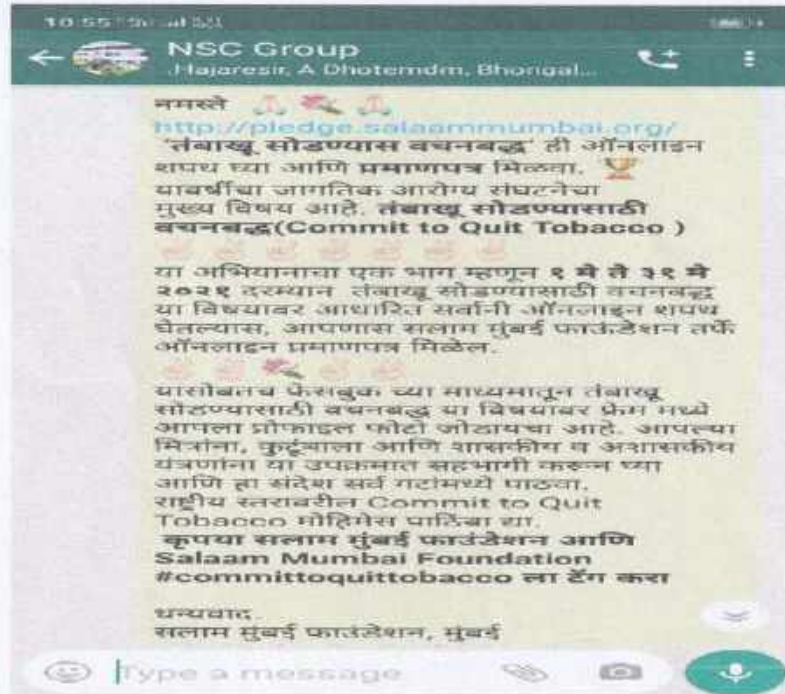 10:55
NSC Group
,Hajaresir, A Dhotemdm, Bhongal...
नमस्ते
http://pledge.salaammumbai.org/
'तंबाखू सोडण्यास वचनबद्ध' ही ऑनलाइन
शपथ घ्या आणि प्रमाणपत्र मिळवा.
यावर्षीचा जागतिक आरोग्य संघटनेचा
मुख्य विषय आहे. तंबाखू सोडण्यासाठी
वचनबद्ध(Commit to Quit Tobacco )
या अभियानाचा एक भाग म्हणून १ मे ते ३१ मे
२०२१ दरम्यान तंबाखू सोडण्यासाठी वचनबद्ध
या विषयावर आधारित सर्वांनी ऑनलाइन शपथ
घेतल्यास, आपणास सलाम मुंबई फाऊंडेशन तर्फे
ऑनलाइन प्रमाणपत्र मिळेल.
यासोबतच फेसबुक च्या माध्यमातून तंबाखू
सोडण्यासाठी वचनबद्ध या विषयावर फ्रेम मध्ये
आपला प्रोफाइल फोटो जोडायचा आहे. आपल्या
मित्रांना, कुटूंबाला आणि शासकीय व अशासकीय
यंत्रणांना या उपक्रमात सहभागी करून घ्या
आणि हा संदेश सर्व गटांमध्ये पाठवा.
राष्ट्रीय स्तरावरील Commit to Quit
Tobacco मोहिमेस पाठिंबा द्या.
कृपया सलाम मुंबई फाउंडेशन आणि
Salaam Mumbai Foundation
#committoquittobacco ला टॅग करा
धन्यवाद
सलाम मुंबई फाउंडेशन, मुंबई
Type a message